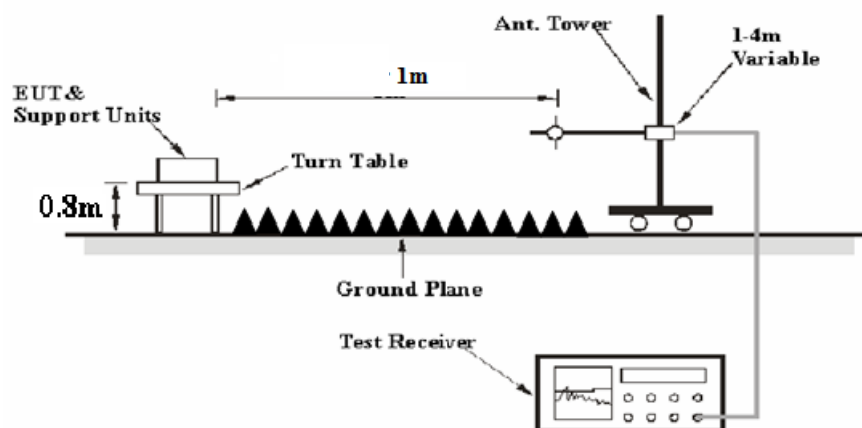 Ant. Tower
1-4m
Variable
1m
EUT&
Support Units
Turn Table
0.8m
Ground Plane
Test Receiver